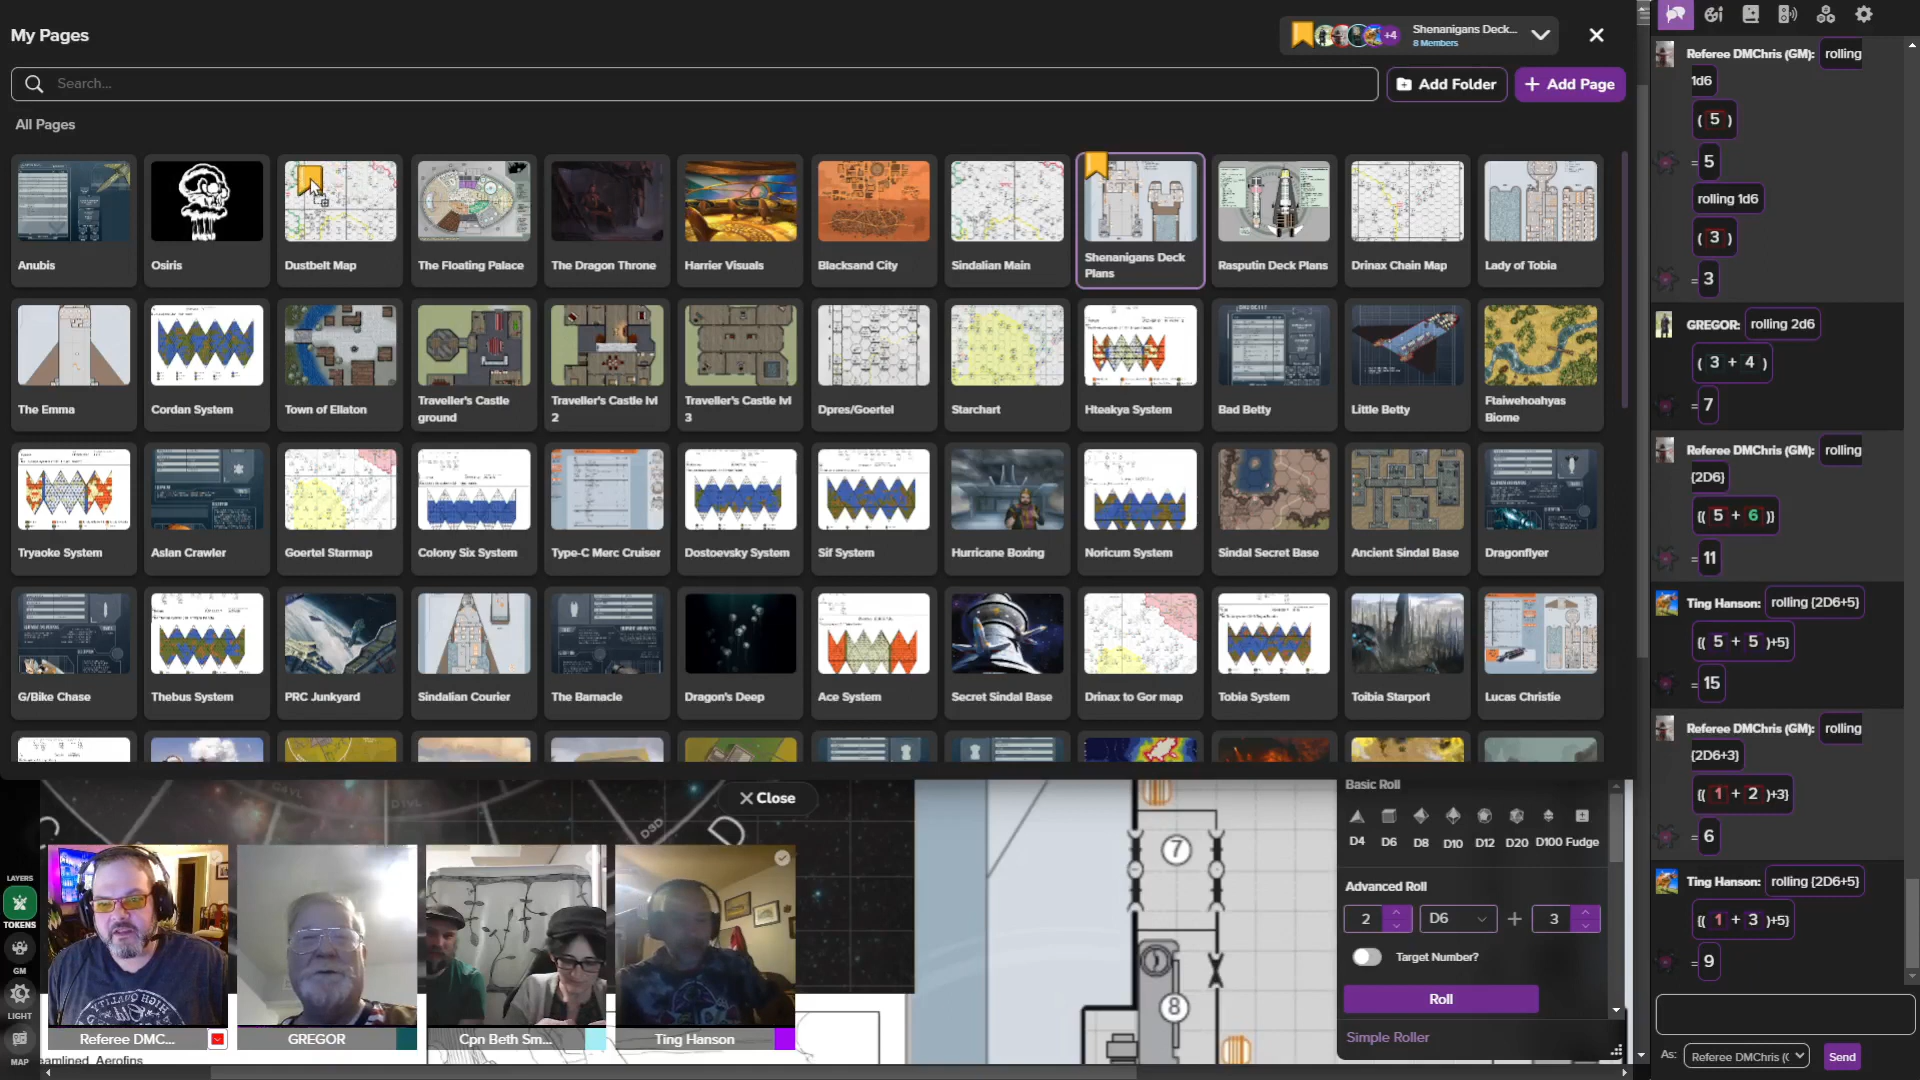 My Pages
+4
Shenanigans Deck...
8 Members
Search...
Add Folder
Add Page
All Pages
Anubis
Osiris
Dustbelt Map
The Floating Palace
The Dragon Throne
Harrier Visuals
Blacksand City
Sindalian Main
Shenanigans Deck
Plans
Rasputin Deck Plans
Drinax Chain Map
Lady of Tobia
The Emma
Cordan System
Town of Ellaton
Traveller's Castle
ground
Traveller's Castle lvl
2
Traveller's Castle lvl
3
Dpres/Goertel
Starchart
Hteakya System
Bad Betty
Little Betty
Ftaiwehoahyas
Biome
Tryaoke System
Aslan Crawler
Goertel Starmap
Colony Six System
Type-C Merc Cruiser
Dostoevsky System
Sif System
Hurricane Boxing
Noricum System
Sindal Secret Base
Ancient Sindal Base
Dragonflyer
G/Bike Chase
Thebus System
PRC Junkyard
Sindalian Courier
The Barnacle
Dragon's Deep
Ace System
Secret Sindal Base
Drinax to Gor map
Tobia System
Toibia Starport
Lucas Christie
Close
D3D
D
7
8
LAYERS
TOKENS
GM
LIGHT
MAP
Referee DMC...
GREGOR
Cpn Beth Sm...
Ting Hanson
Basic Roll
D4 D6 D8 D10 D12 D20 D100 Fudge
Advanced Roll
2 D6 + 3
Target Number?
Roll
Simple Roller
Referee DMChris (GM): rolling
1d6
( 5 )
= 5
rolling 1d6
( 3 )
= 3
GREGOR: rolling 2d6
( 3 + 4 )
= 7
Referee DMChris (GM): rolling
{2D6}
{( 5 + 6 )}
= 11
Ting Hanson: rolling {2D6+5}
{( 5 + 5 )+5}
= 15
Referee DMChris (GM): rolling
{2D6+3}
{( 1 + 2 )+3}
= 6
Ting Hanson: rolling {2D6+5}
{( 1 + 3 )+5}
= 9
As: Referee DMChris (
Send